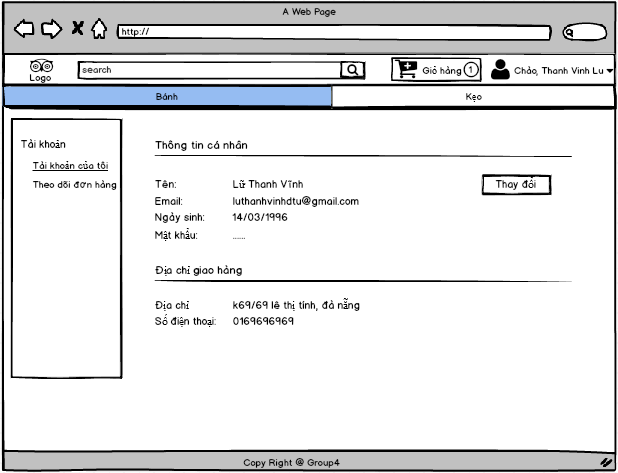 A Web Page
http://
Logo
search
Giỏ hàng 1
Chào, Thanh Vinh Lu
Bánh
Kẹo
Tài khoản
Tài khoản của tôi
Theo dõi đơn hàng
Thông tin cá nhân
Tên: Lữ Thanh Vĩnh
Thay đổi
Email: luthanhvinhdtu@gmail.com
Ngày sinh: 14/03/1996
Mật khẩu: ......
Địa chỉ giao hàng
Địa chỉ k69/69 lê thị tính, đà nẵng
Số điện thoại: 0169696969
Copy Right @ Group4